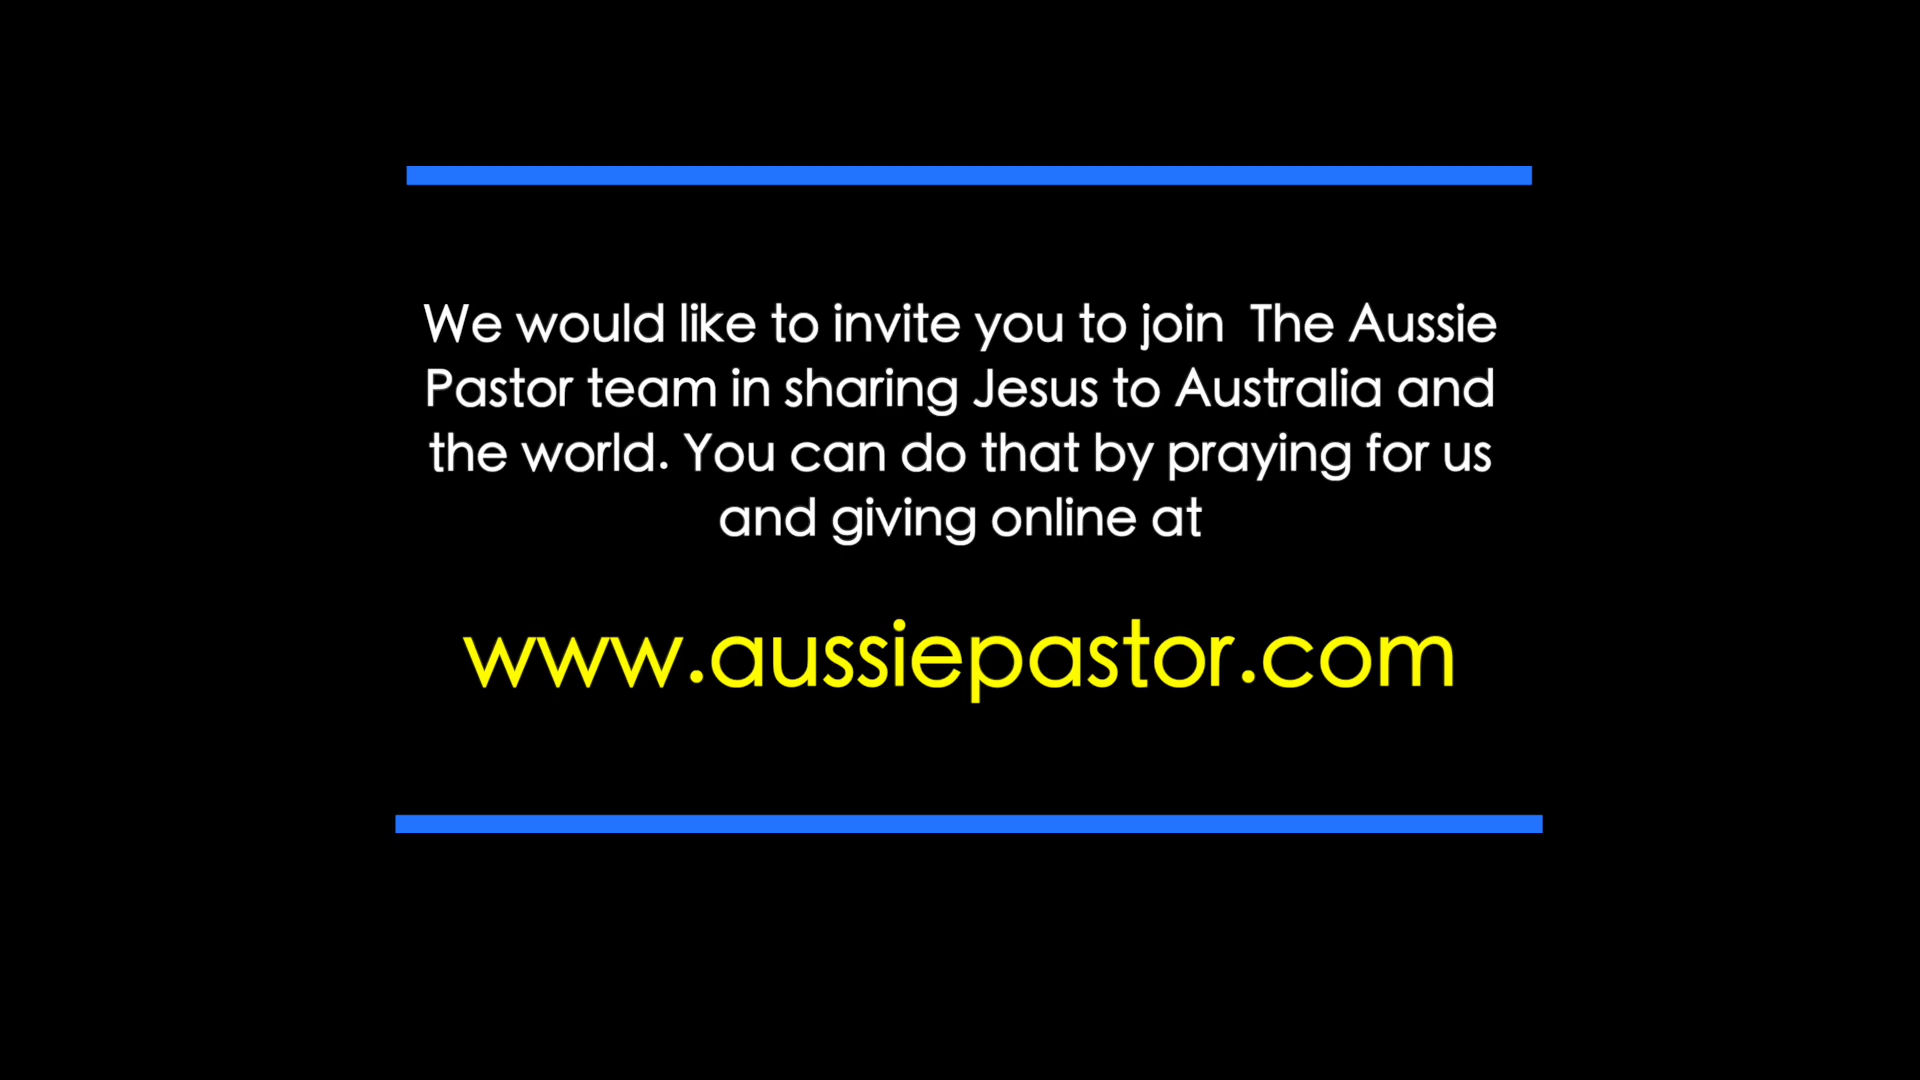 We would like to invite you to join  The Aussie
Pastor team in sharing Jesus to Australia and
the world. You can do that by praying for us
and giving online at
www.aussiepastor.com